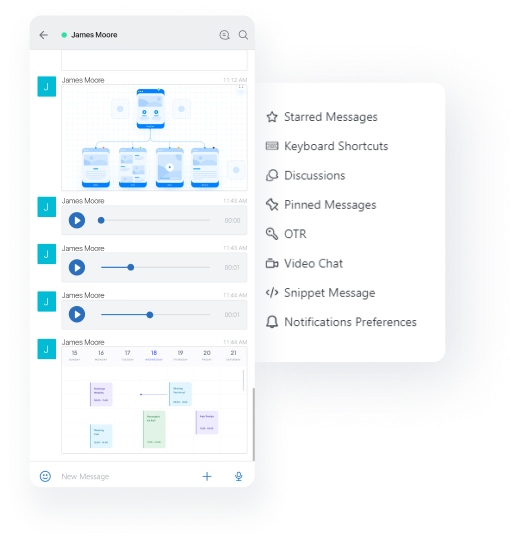 James Moore
James Moore 11:12 AM
James Moore 11:43 AM
00:00
James Moore 11:43 AM
00:01
James Moore 11:44 AM
00:01
James Moore 11:44 AM
15 16 17 18 19 20 21
New Message
Starred Messages
Keyboard Shortcuts
Discussions
Pinned Messages
OTR
Video Chat
Snippet Message
Notifications Preferences